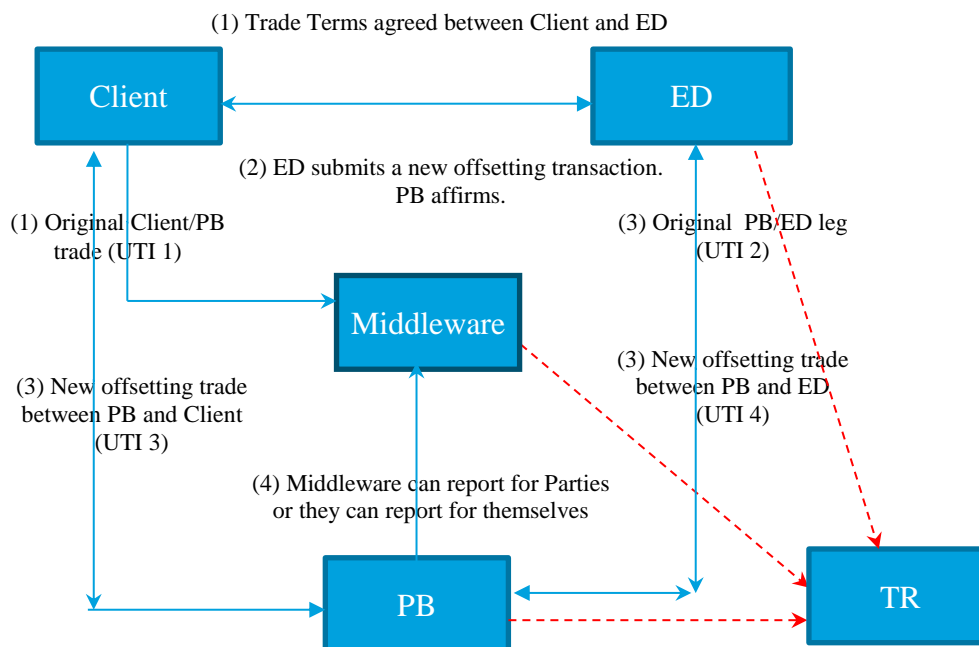 (1) Trade Terms agreed between Client and ED
Client
ED
(2) ED submits a new offsetting transaction.
PB affirms.
(1) Original Client/PB
trade (UTI 1)
(3) Original PB/ED leg
(UTI 2)
Middleware
(3) New offsetting trade
between PB and Client
(UTI 3)
(3) New offsetting trade
between PB and ED
(UTI 4)
(4) Middleware can report for Parties
or they can report for themselves
PB
TR